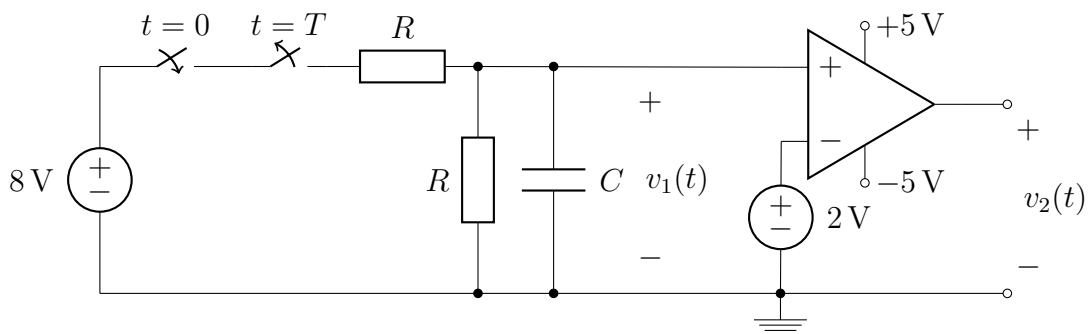 t = 0
t = T
R
+5 V
+
+
−
+
−
8 V
R
C
v₁(t)
−5 V
+
−
2 V
+
v₂(t)
−
−